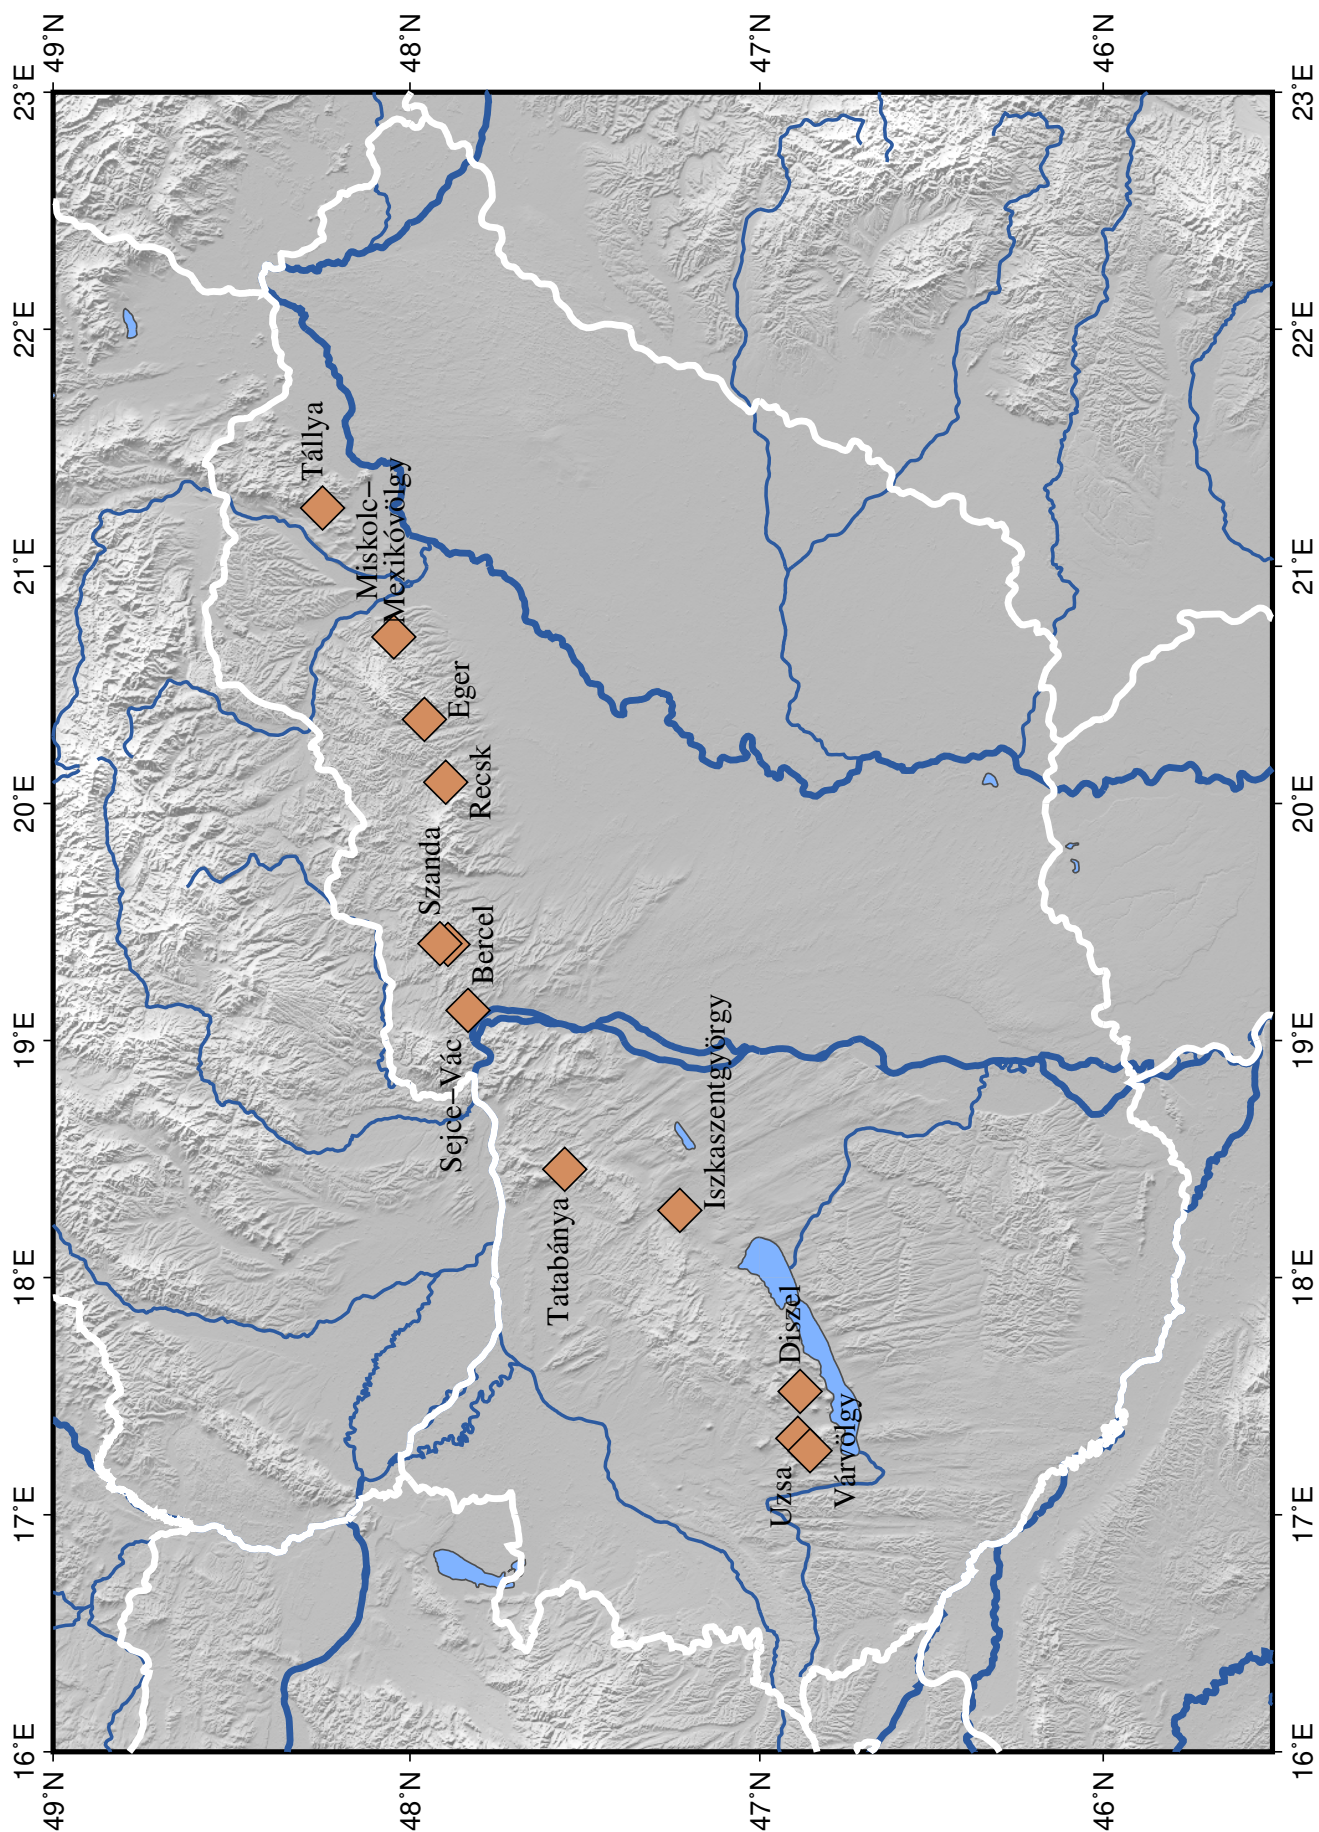 16°E
17°E
18°E
19°E
20°E
21°E
22°E
23°E
49°N
49°N
Tállya
Miskolc−
Mexikóvölgy
48°N
48°N
Szanda
Sejce−Vác
Eger
Recsk
Bercel
Tatabánya
Iszkaszentgyörgy
47°N
47°N
Uzsa
Diszel
Várvölgy
46°N
46°N
16°E
17°E
18°E
19°E
20°E
21°E
22°E
23°E